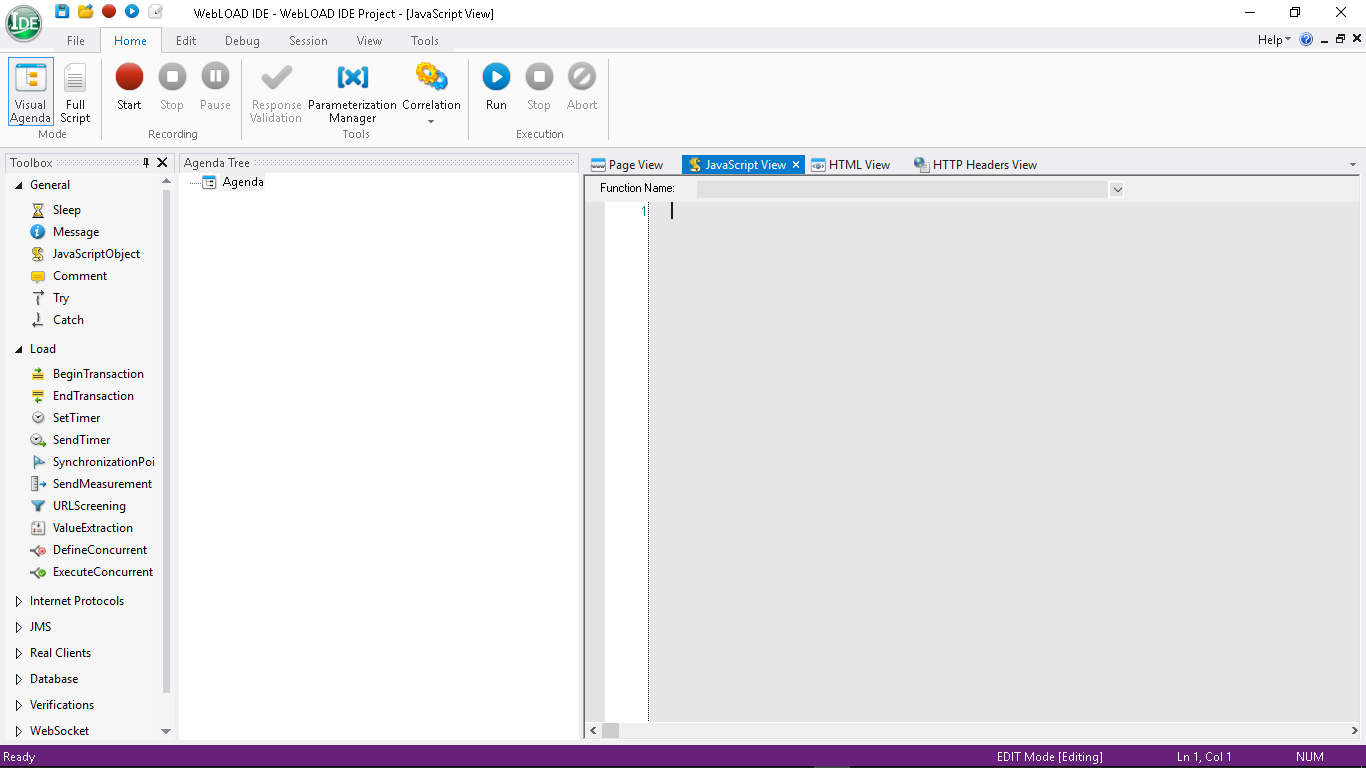 WebLOAD IDE - WebLOAD IDE Project - [JavaScript View]
IDE
File Home Edit Debug Session View Tools Help
Visual Agenda
Full Script
Mode
Start Stop Pause
Recording
Response Validation
Parameterization Manager
Correlation
Tools
Run Stop Abort
Execution
Toolbox
General
Sleep
Message
JavaScriptObject
Comment
Try
Catch
Load
BeginTransaction
EndTransaction
SetTimer
SendTimer
SynchronizationPoi
SendMeasurement
URLScreening
ValueExtraction
DefineConcurrent
ExecuteConcurrent
Internet Protocols
JMS
Real Clients
Database
Verifications
WebSocket
Agenda Tree
Agenda
Page View JavaScript View HTML View HTTP Headers View
Function Name:
1
Ready EDIT Mode [Editing] Ln 1, Col 1 NUM